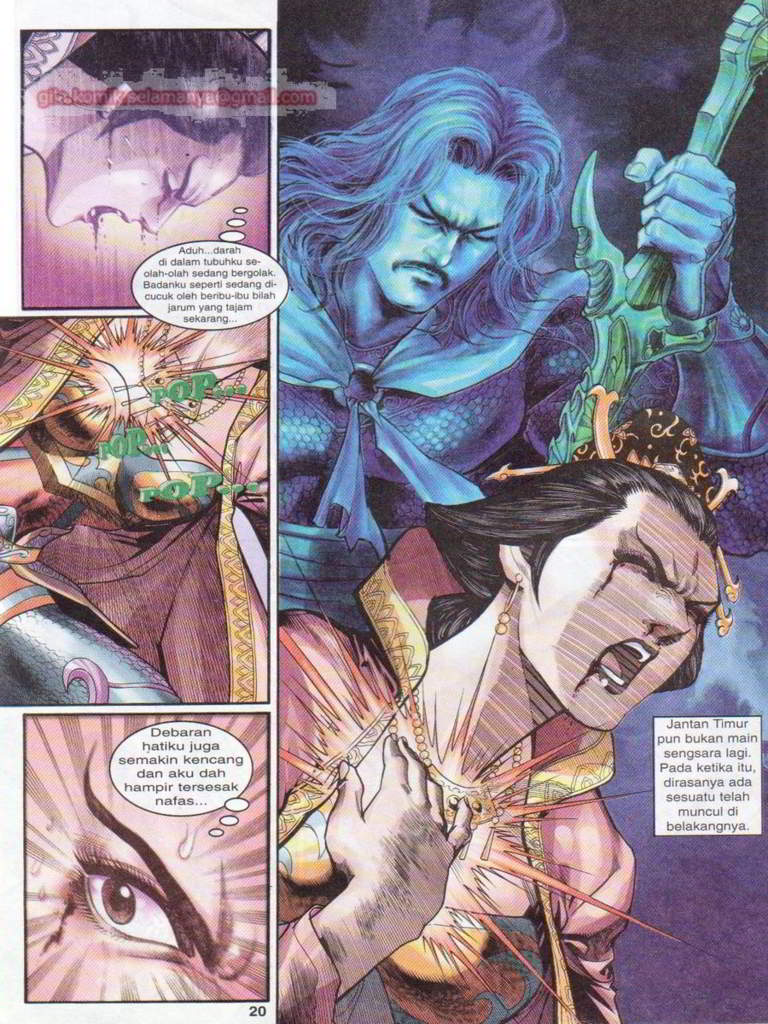 gila.komik.selamanya@gmail.com
Aduh...darah
di dalam tubuhku se-
olah-olah sedang bergolak.
Badanku seperti sedang di-
cucuk oleh beribu-ibu bilah
jarum yang tajam
sekarang...
POP...
POP...
POP...
Debaran
hatiku juga
semakin kencang
dan aku dah
hampir tersesak
nafas...
Jantan Timur
pun bukan main
sengsara lagi.
Pada ketika itu,
dirasanya ada
sesuatu telah
muncul di
belakangnya.
20